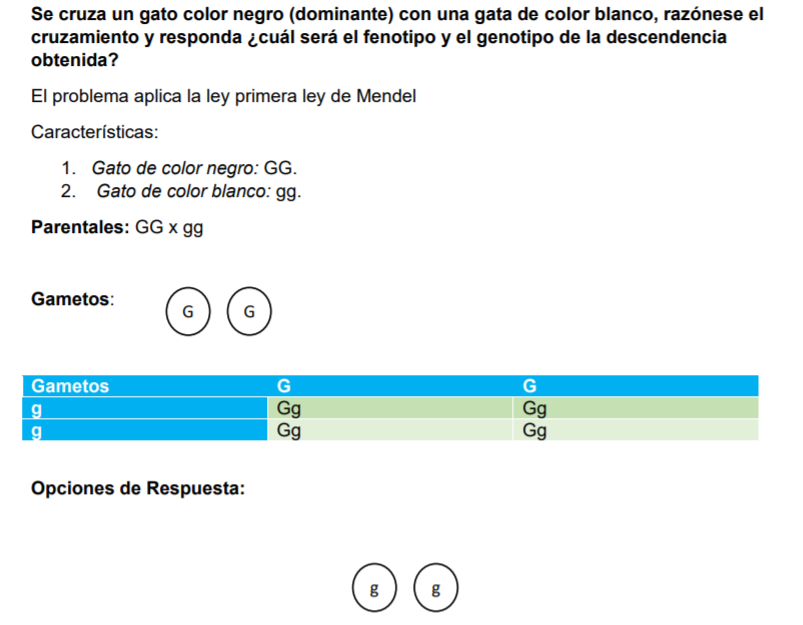 Se cruza un gato color negro (dominante) con una gata de color blanco, razónese el
cruzamiento y responda ¿cuál será el fenotipo y el genotipo de la descendencia
obtenida?
El problema aplica la ley primera ley de Mendel
Características:
1. Gato de color negro: GG.
2. Gato de color blanco: gg.
Parentales: GG x gg
Gametos:
G G
Gametos G G
g Gg Gg
g Gg Gg
Opciones de Respuesta:
g g